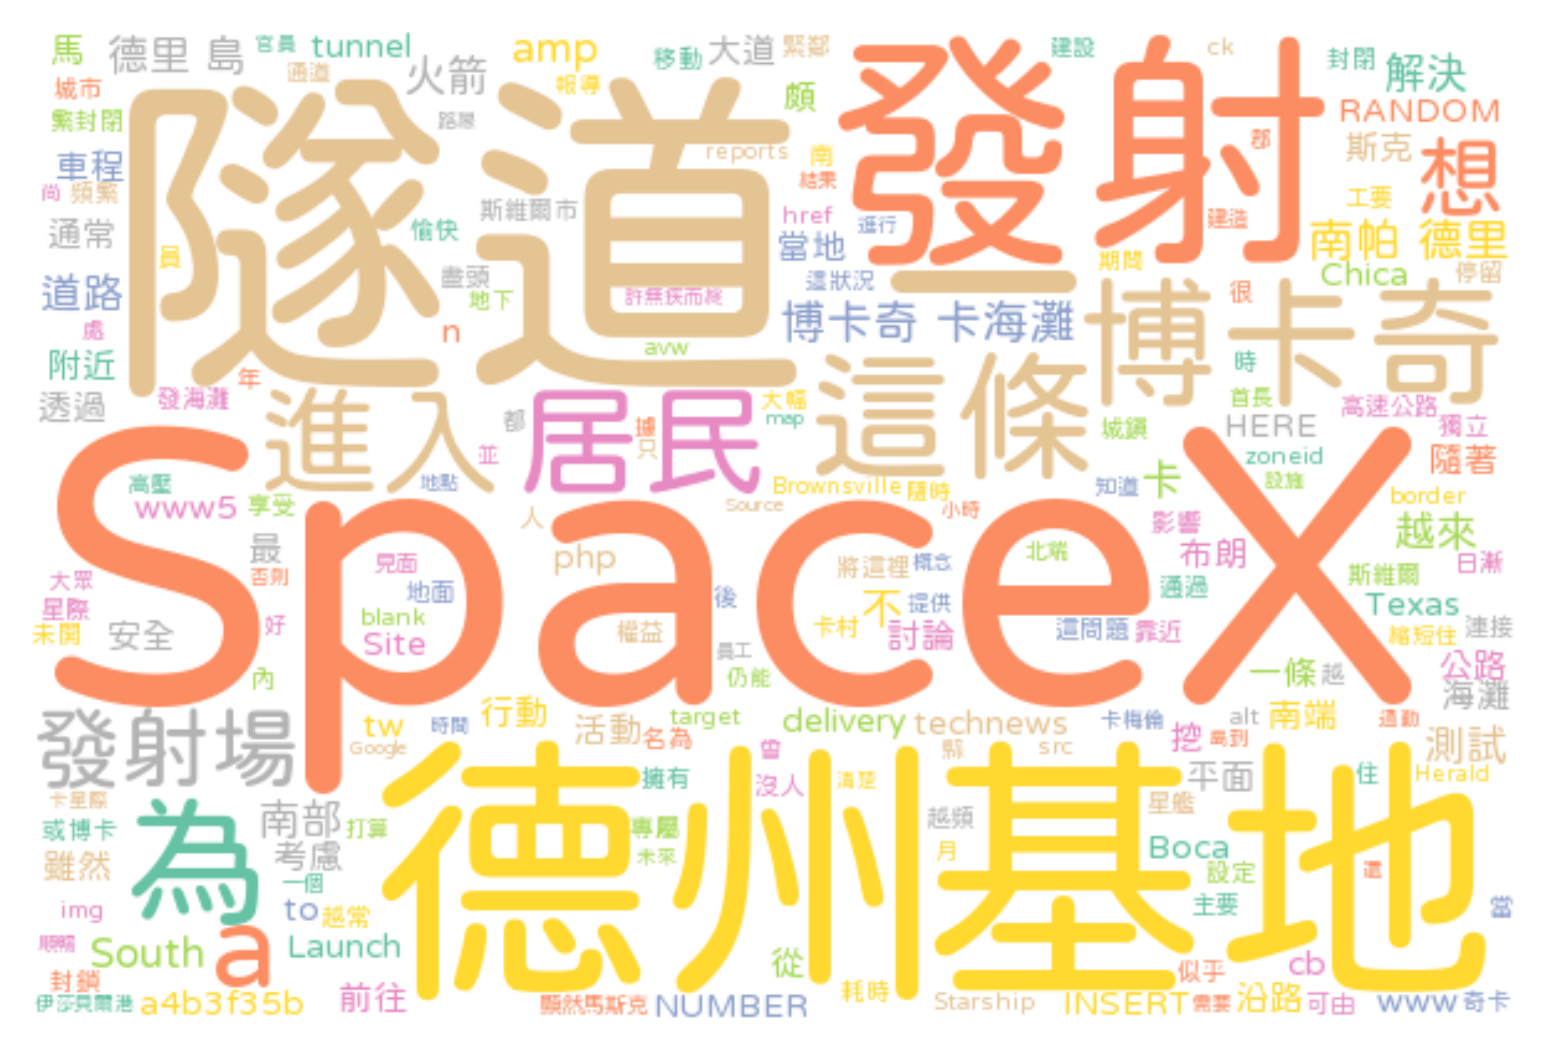 馬 德里 島 官員 tunnel amp 移動 大道 緊鄰 建設 ck 封閉 解決
城市 通道 火箭 報導 頗 RANDOM
繁封閉 路展 reports 南 郡 斯克 想
車程 隧道 發射
尚 頻繁 斯維爾市 結果 工要
通常 愉快 href 進行 建造 南帕 德里
員 當地 期間 Chica 停留
道路 盡頭 地下 許無疾而終 這狀況 很
處 n avw 博卡奇 卡海灘 一 博卡奇
附近 年 時
透過 發海灘 進入 都 居民 據 只 大幅 map 這條 城鎮 首長 高速公路
並 HERE 獨立
高壓 地點 Brownsville 隨時 知道 卡 zoneid 設施 隨著
www5 享受 人 Source 小時 影響 border
SpaceX
最 否則 見面 php 將這裡 概念 北端 布朗 越來 日漸
大眾 地面 後 通過 斯維爾
星際 blank 權益 不 提供 Texas
未開 安全 好 Site 員工 卡村 討論 這問題 靠近 縮短住 連接
內 仍能 一條 越 公路 海灘
發射場 tw 時間 行動 活動 target delivery technews 卡梅倫 alt 南端 通勤
Google 名為 曾 縣 src 挖 島到 測試
擁有 沒人 清楚 平面 住 Herald
卡星際 星艦
或博卡 為 南部 打算 專屬 越頻
雖然 考慮 未來 德州基地 月 Boca
一個 設定 還
img to 越常 主要 當
順暢 South a Launch
封鎖 從 似乎 cb
伊莎貝爾港 a4b3f35b 前往 顯然馬斯克 NUMBER 耗時 Starship INSERT 需要 沿路 可由 www 奇卡